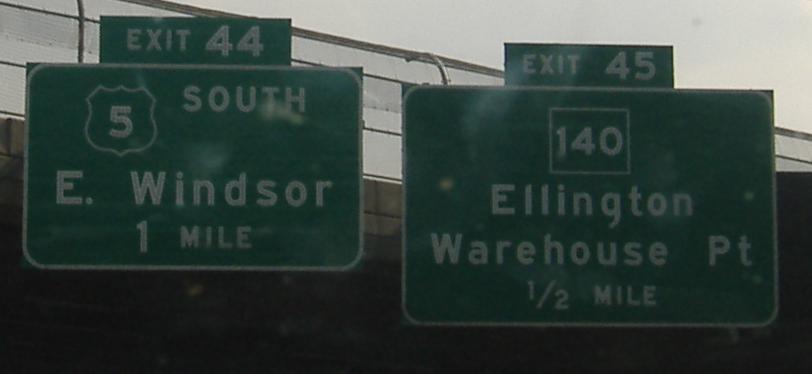 EXIT 44
5 SOUTH
E. Windsor
1 MILE
EXIT 45
140
Ellington
Warehouse Pt
1/2 MILE